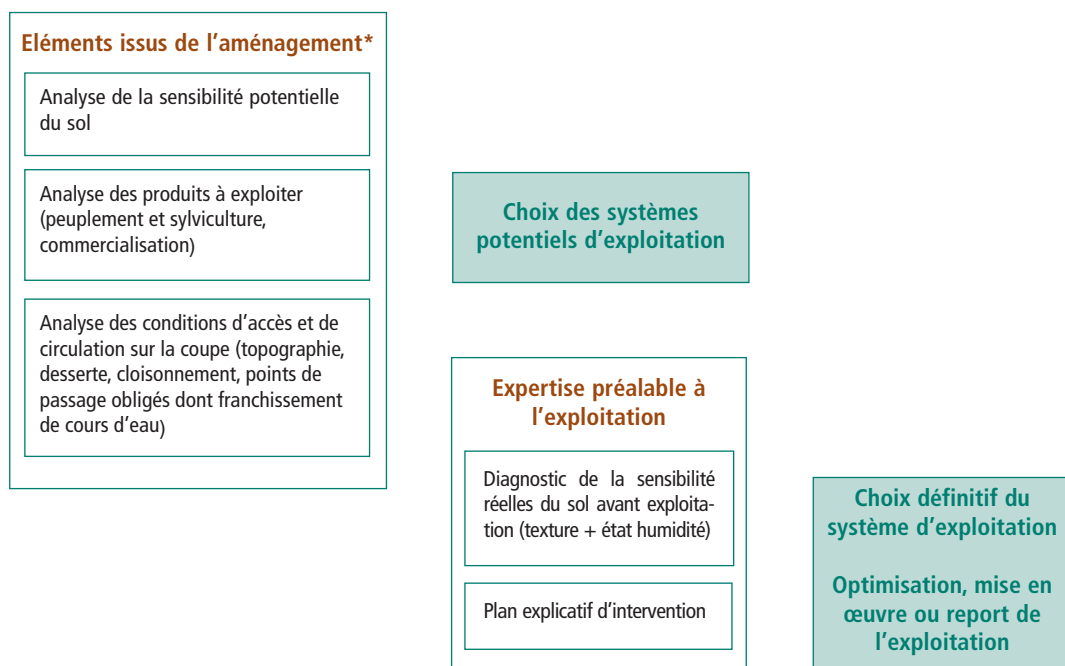 Eléments issus de l’aménagement*
Analyse de la sensibilité potentielle
du sol
Analyse des produits à exploiter
(peuplement et sylviculture,
commercialisation)
Analyse des conditions d’accès et de
circulation sur la coupe (topographie,
desserte, cloisonnement, points de
passage obligés dont franchissement
de cours d’eau)
Choix des systèmes
potentiels d’exploitation
Expertise préalable à
l’exploitation
Diagnostic de la sensibilité
réelles du sol avant exploita-
tion (texture + état humidité)
Plan explicatif d’intervention
Choix définitif du
système d’exploitation
Optimisation, mise en
œuvre ou report de
l’exploitation